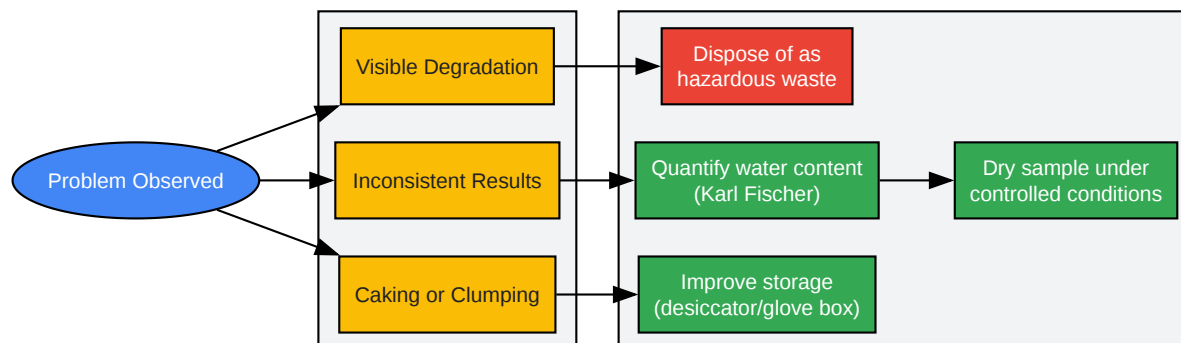 Problem Observed
Visible Degradation
Dispose of as
hazardous waste
Inconsistent Results
Quantify water content
(Karl Fischer)
Dry sample under
controlled conditions
Caking or Clumping
Improve storage
(desiccator/glove box)